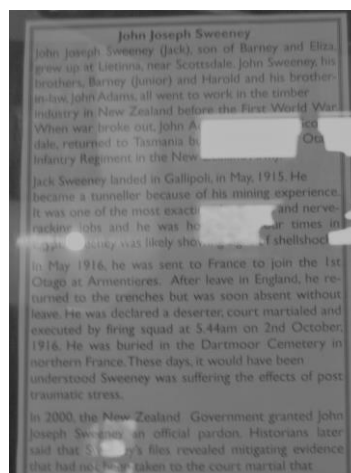 John Joseph Sweeney
John Joseph Sweeney (Jack), son of Barney and Eliza,
grew up at Lietinna, near Scottsdale. John Sweeney, his
brothers, Barney (Junior) and Harold and his brother-
in-law, John Adams, all went to work in the timber
industry in New Zealand before the First World War.
When war broke out, John
dale, returned to Tasmania
Infantry Regiment in the New
Jack Sweeney landed in Gallipoli, in May, 1915. He
became a tunneller because of his mining experience.
It was one of the most and nerve-
racking jobs and he was times in
likely shellshock.
In May 1916, he was sent to France to join the 1st
Otago at Armentieres. After leave in England, he re-
turned to the trenches but was soon absent without
leave. He was declared a deserter, court martialed and
executed by firing squad at 5.44am on 2nd October,
1916. He was buried in the Dartmoor Cemetery in
northern France. These days, it would have been
understood Sweeney was suffering the effects of post
traumatic stress.
In 2000, the New Zealand Government granted John
Joseph Sweeney an official pardon. Historians later
said that files revealed mitigating evidence
that had not been taken to the court martial that